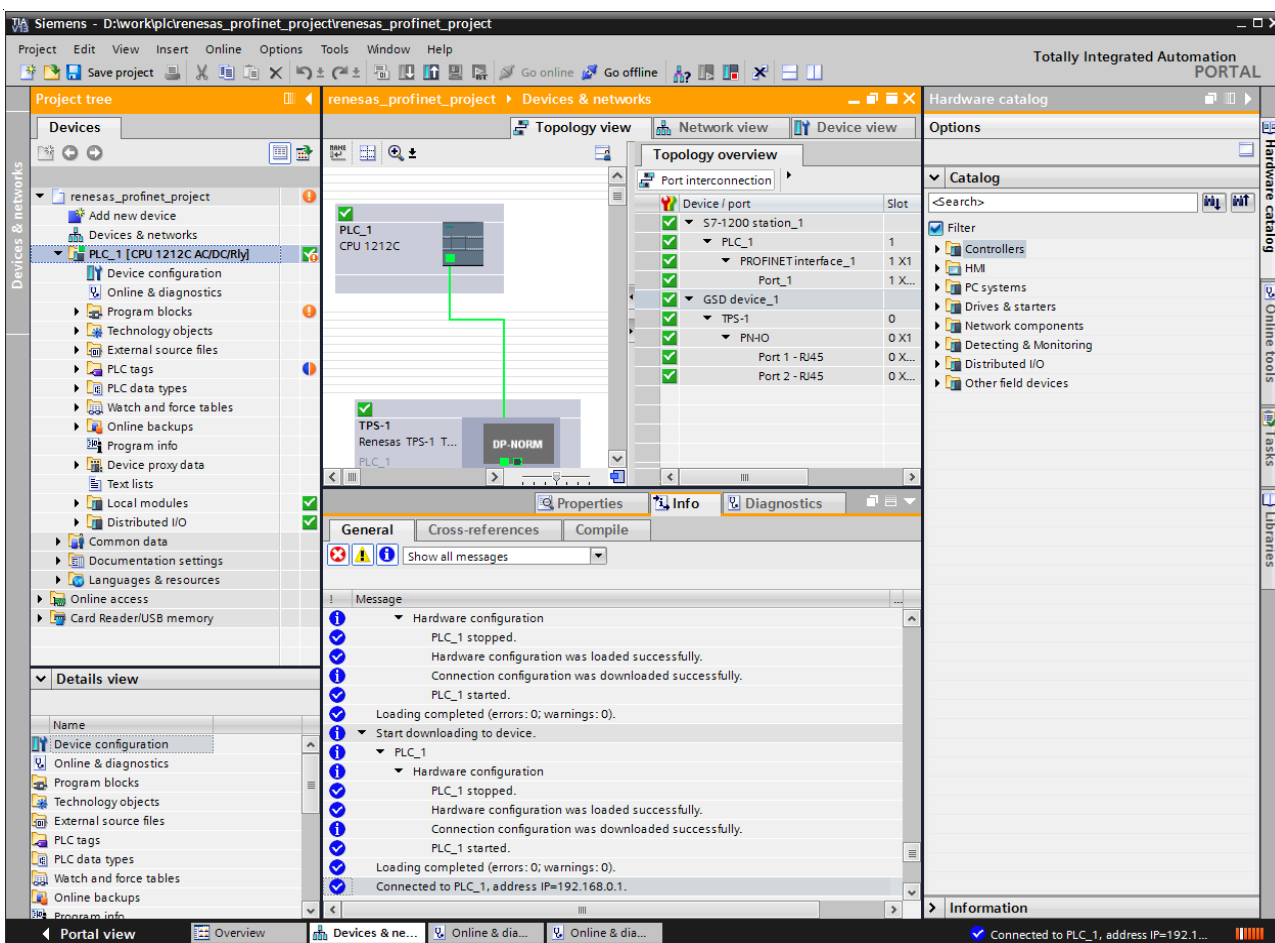 TIA V13 Siemens - D:\work\plc\renesas_profinet_project\renesas_profinet_project
Project Edit View Insert Online Options Tools Window Help
Save project Go online Go offline
Totally Integrated Automation
PORTAL
Project tree
Devices
Devices & networks
renesas_profinet_project
Add new device
Devices & networks
PLC_1 [CPU 1212C AC/DC/Rly]
Device configuration
Online & diagnostics
Program blocks
Technology objects
External source files
PLC tags
PLC data types
Watch and force tables
Online backups
Program info
Device proxy data
Text lists
Local modules
Distributed I/O
Common data
Documentation settings
Languages & resources
Online access
Card Reader/USB memory
Details view
Name
Device configuration
Online & diagnostics
Program blocks
Technology objects
External source files
PLC tags
PLC data types
Watch and force tables
Online backups
Program info
renesas_profinet_project Devices & networks
Topology view Network view Device view
NAME
PLC_1
CPU 1212C
TPS-1
Renesas TPS-1 T...
PLC_1
DP-NORM
Topology overview
Port interconnection
Device / port Slot
S7-1200 station_1
PLC_1 1
PROFINET interface_1 1 X1
Port_1 1 X...
GSD device_1
TPS-1 0
PN-IO 0 X1
Port 1 - RJ45 0 X...
Port 2 - RJ45 0 X...
Properties Info Diagnostics
General Cross-references Compile
Show all messages
! Message ...
Hardware configuration
PLC_1 stopped.
Hardware configuration was loaded successfully.
Connection configuration was downloaded successfully.
PLC_1 started.
Loading completed (errors: 0; warnings: 0).
Start downloading to device.
PLC_1
Hardware configuration
PLC_1 stopped.
Hardware configuration was loaded successfully.
Connection configuration was downloaded successfully.
PLC_1 started.
Loading completed (errors: 0; warnings: 0).
Connected to PLC_1, address IP=192.168.0.1.
Hardware catalog
Options
Catalog
<Search>
Filter
Controllers
HMI
PC systems
Drives & starters
Network components
Detecting & Monitoring
Distributed I/O
Other field devices
Information
Hardware catalog
Online tools
Tasks
Libraries
Portal view Overview Devices & ne... Online & dia... Online & dia... Connected to PLC_1, address IP=192.1...